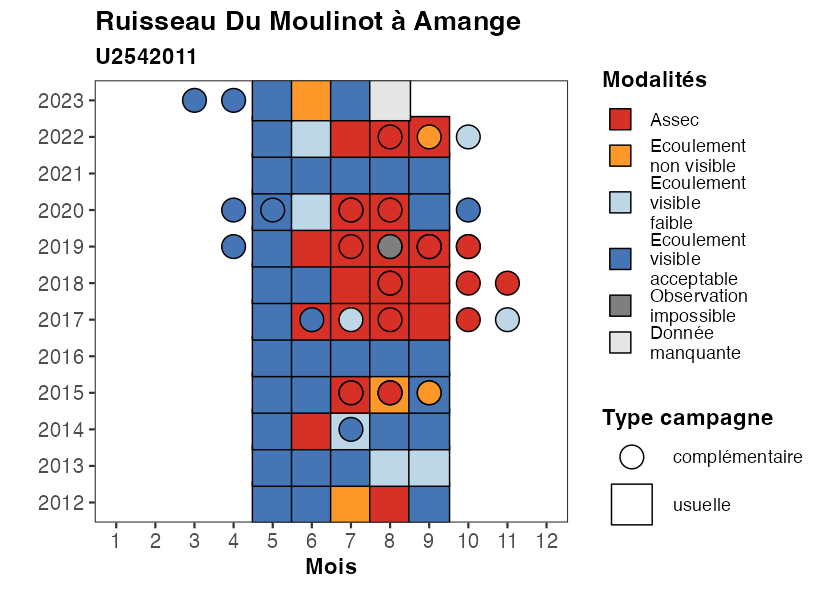 Ruisseau Du Moulinot à Amange
U2542011
2023
2022
2021
2020
2019
2018
2017
2016
2015
2014
2013
2012
1 2 3 4 5 6 7 8 9 10 11 12
Mois
Modalités
Assec
Ecoulement
non visible
Ecoulement
visible
faible
Ecoulement
visible
acceptable
Observation
impossible
Donnée
manquante
Type campagne
complémentaire
usuelle